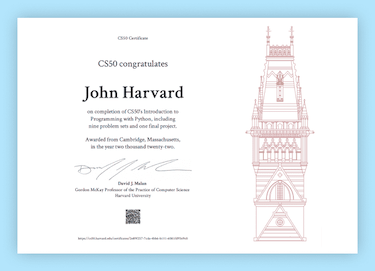 CS50 Certificate
CS50 congratulates
John Harvard
on completion of CS50's Introduction to
Programming with Python, including
nine problem sets and one final project.
Awarded from Cambridge, Massachusetts,
in the year two thousand twenty-two.
David J. Malan
Gordon McKay Professor of the Practice of Computer Science
Harvard University